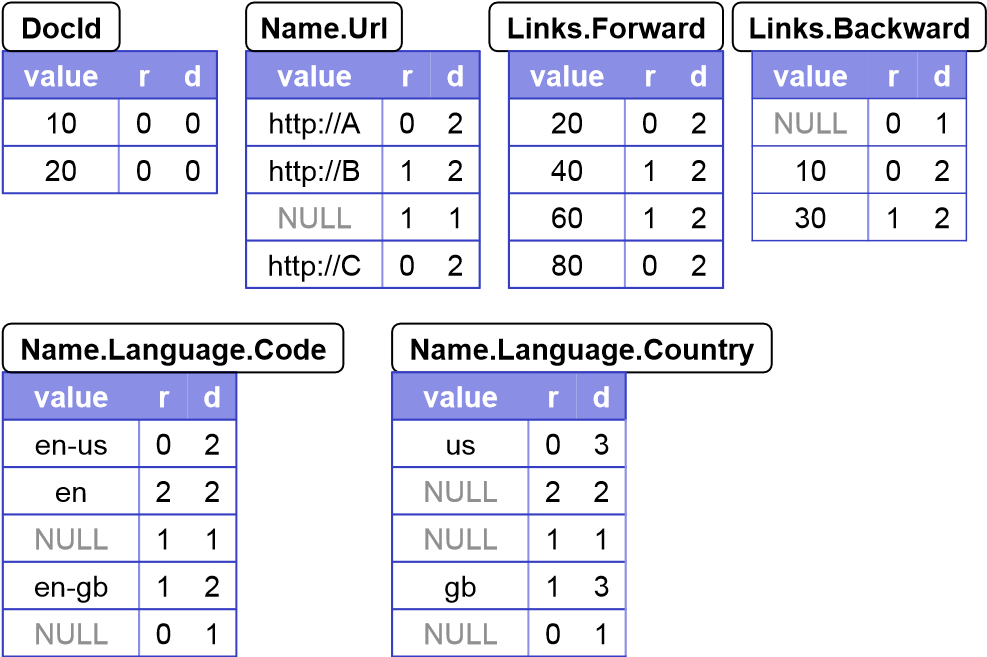 DocId Name.Url Links.Forward Links.Backward
value r d value r d value r d value r d
10 0 0 http://A 0 2 20 0 2 NULL 0 1
20 0 0 http://B 1 2 40 1 2 10 0 2
NULL 1 1 60 1 2 30 1 2
http://C 0 2 80 0 2
Name.Language.Code Name.Language.Country
value r d value r d
en-us 0 2 us 0 3
en 2 2 NULL 2 2
NULL 1 1 NULL 1 1
en-gb 1 2 gb 1 3
NULL 0 1 NULL 0 1